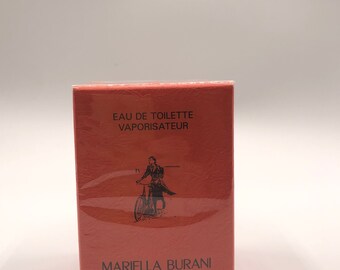 EAU DE TOILETTE
VAPORISATEUR
MARIELLA BURANI